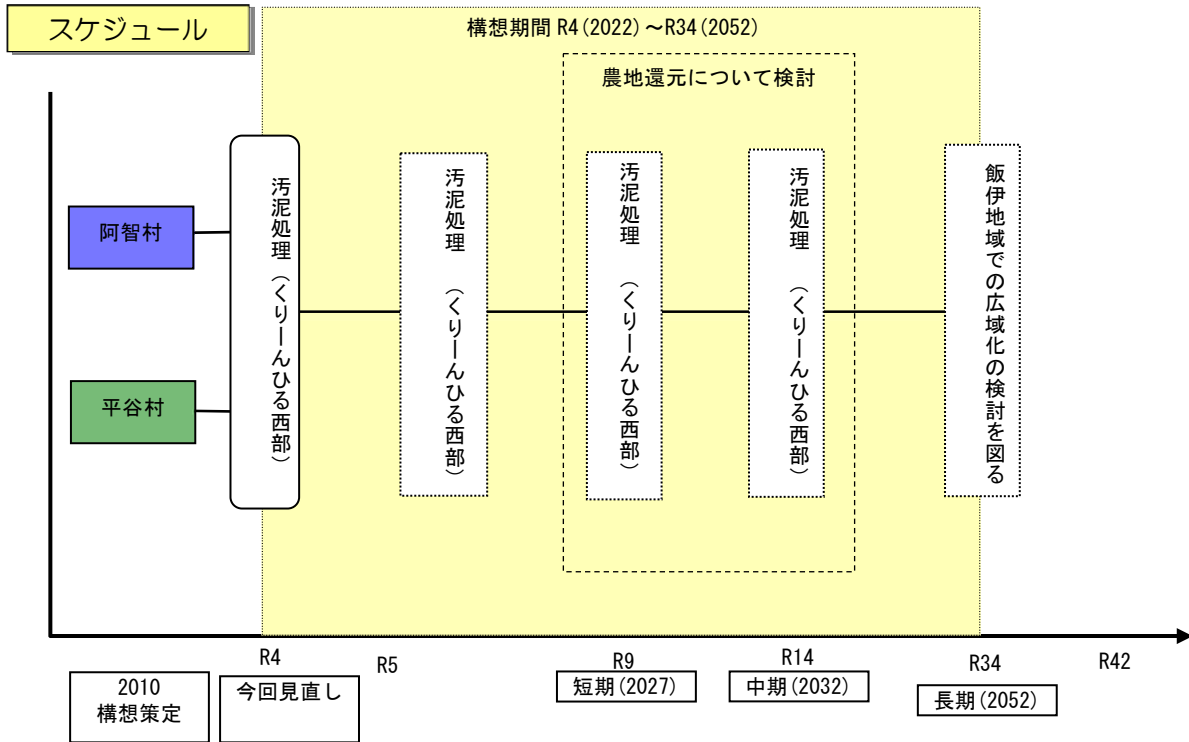 スケジュール
構想期間 R4(2022)~R34(2052)
農地還元について検討
阿智村
平谷村
汚泥処理 (くりーんひる西部)
汚泥処理 (くりーんひる西部)
汚泥処理 (くりーんひる西部)
汚泥処理 (くりーんひる西部)
飯伊地域での広域化の検討を図る
R4
R5
R9
R14
R34
R42
2010
構想策定
今回見直し
短期(2027)
中期(2032)
長期(2052)